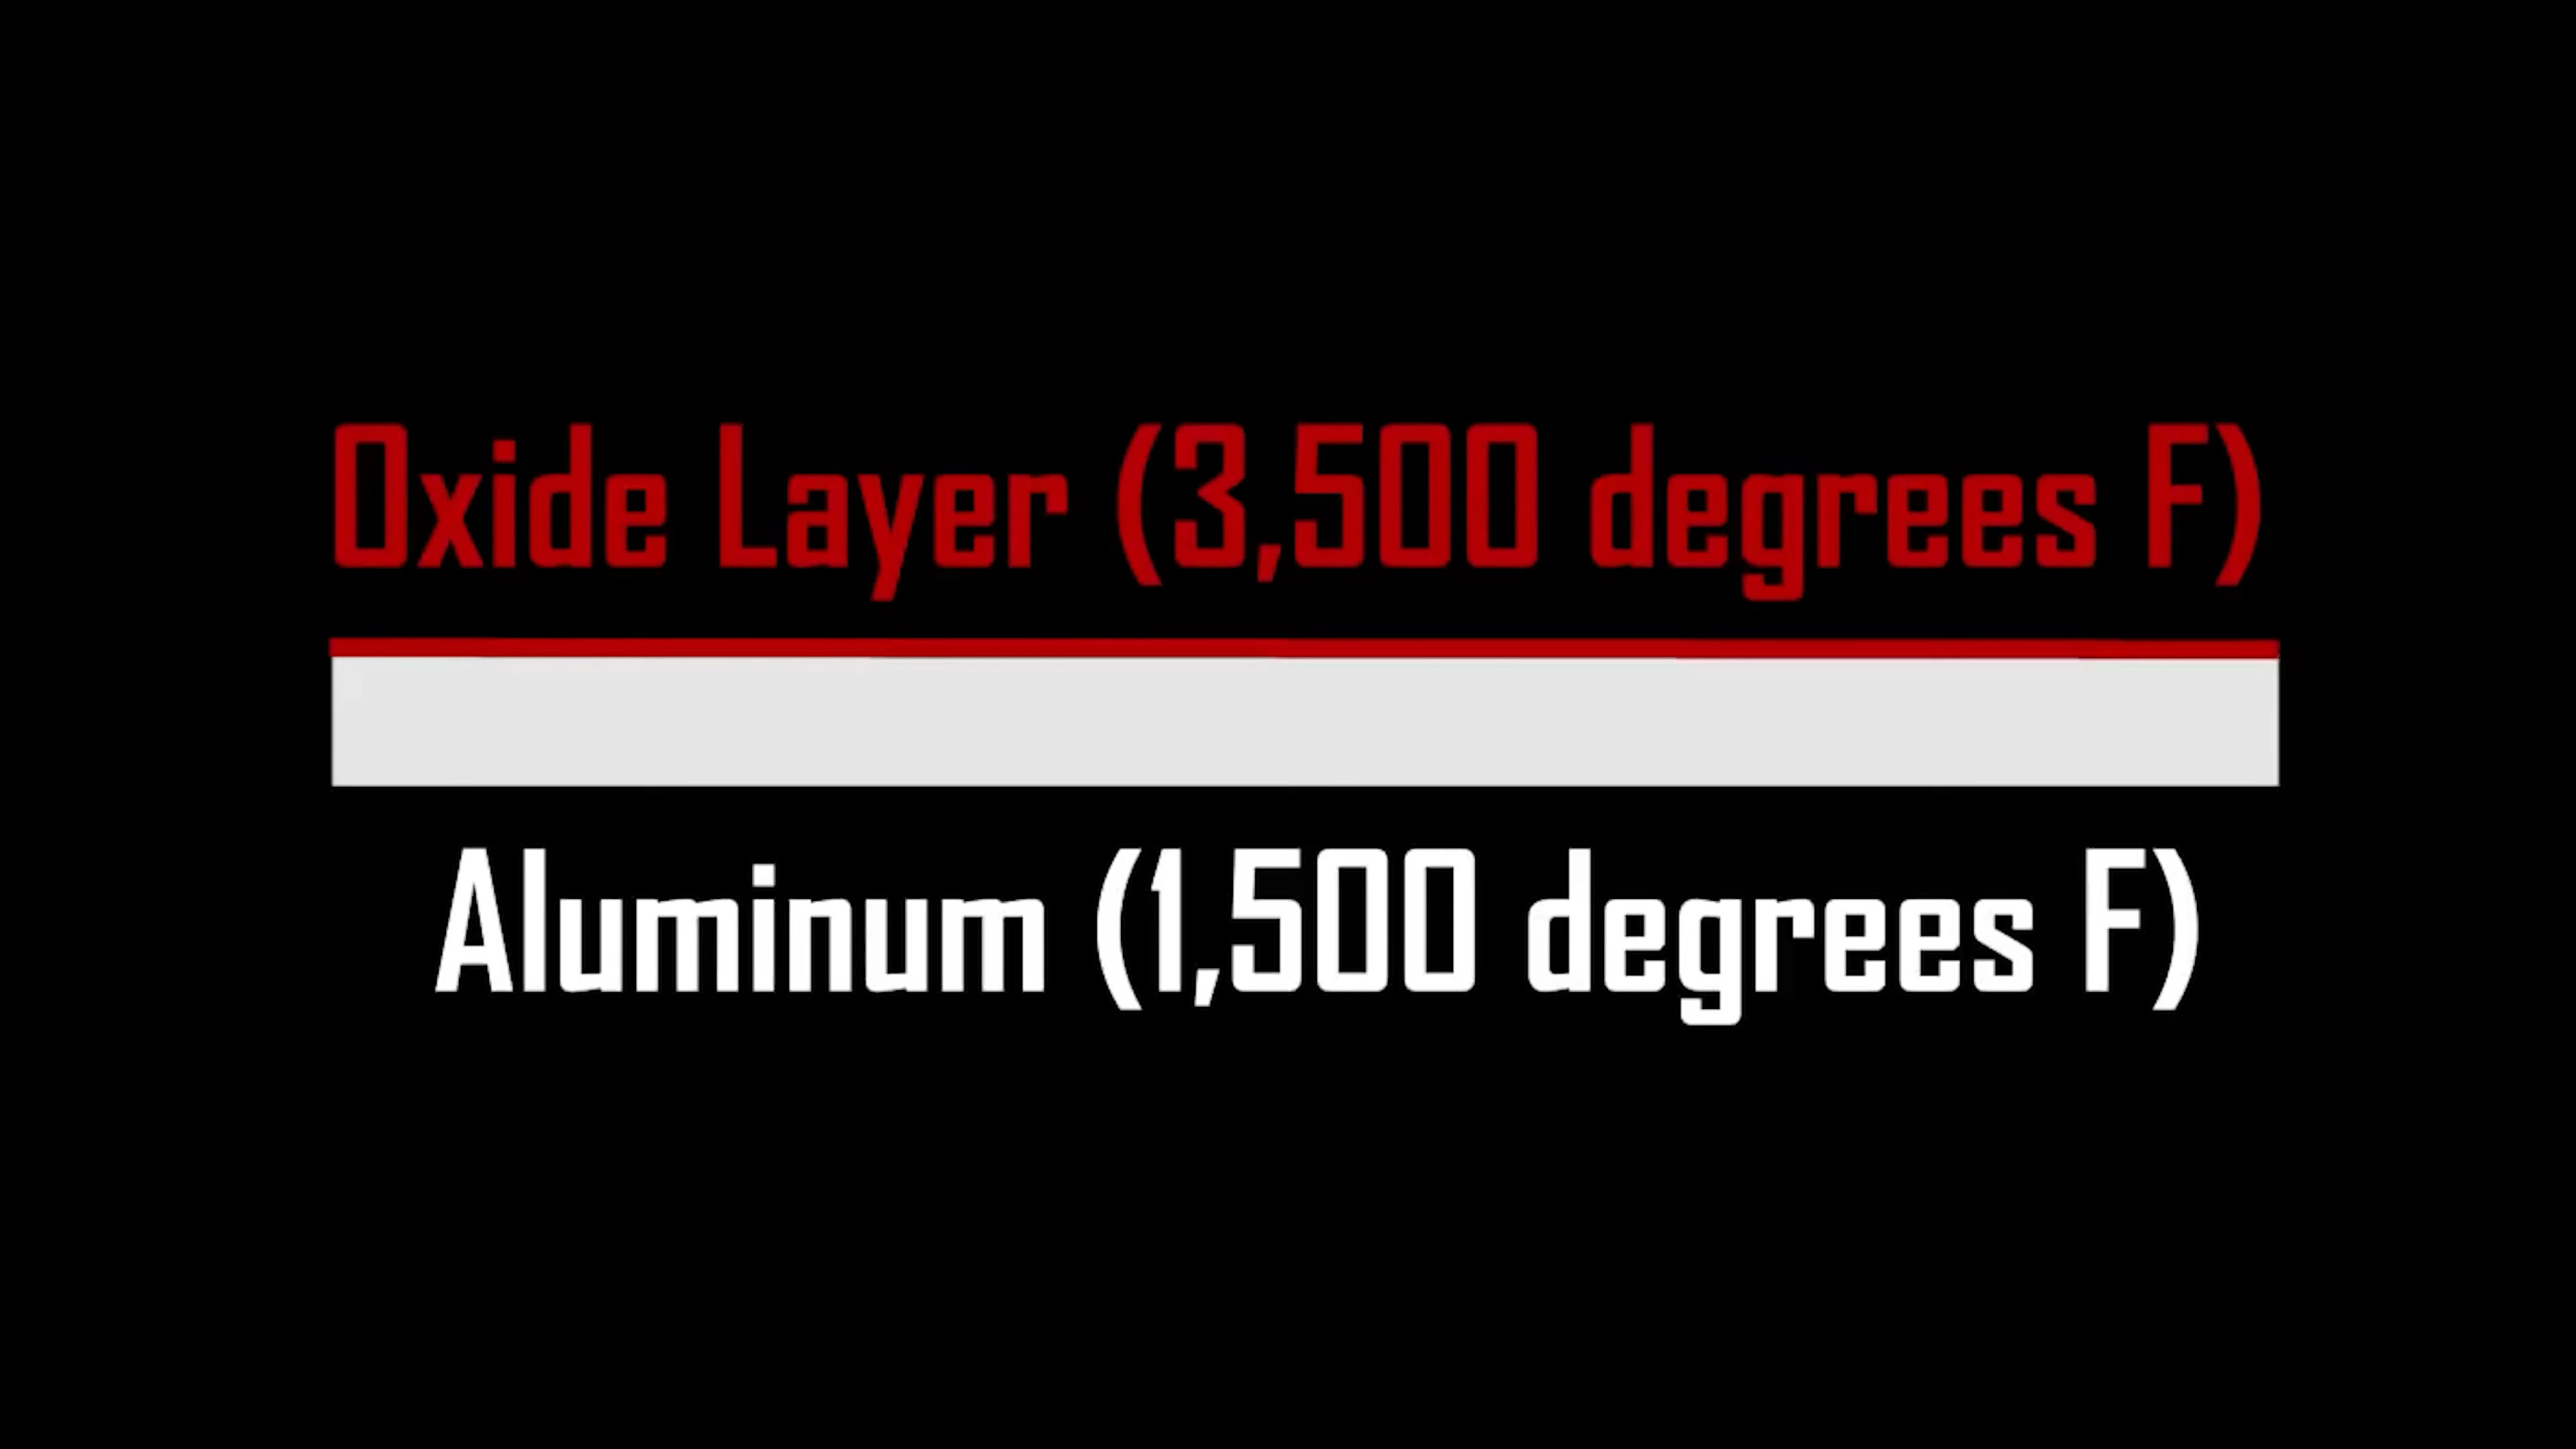 Oxide Layer (3,500 degrees F)
Aluminum (1,500 degrees F)